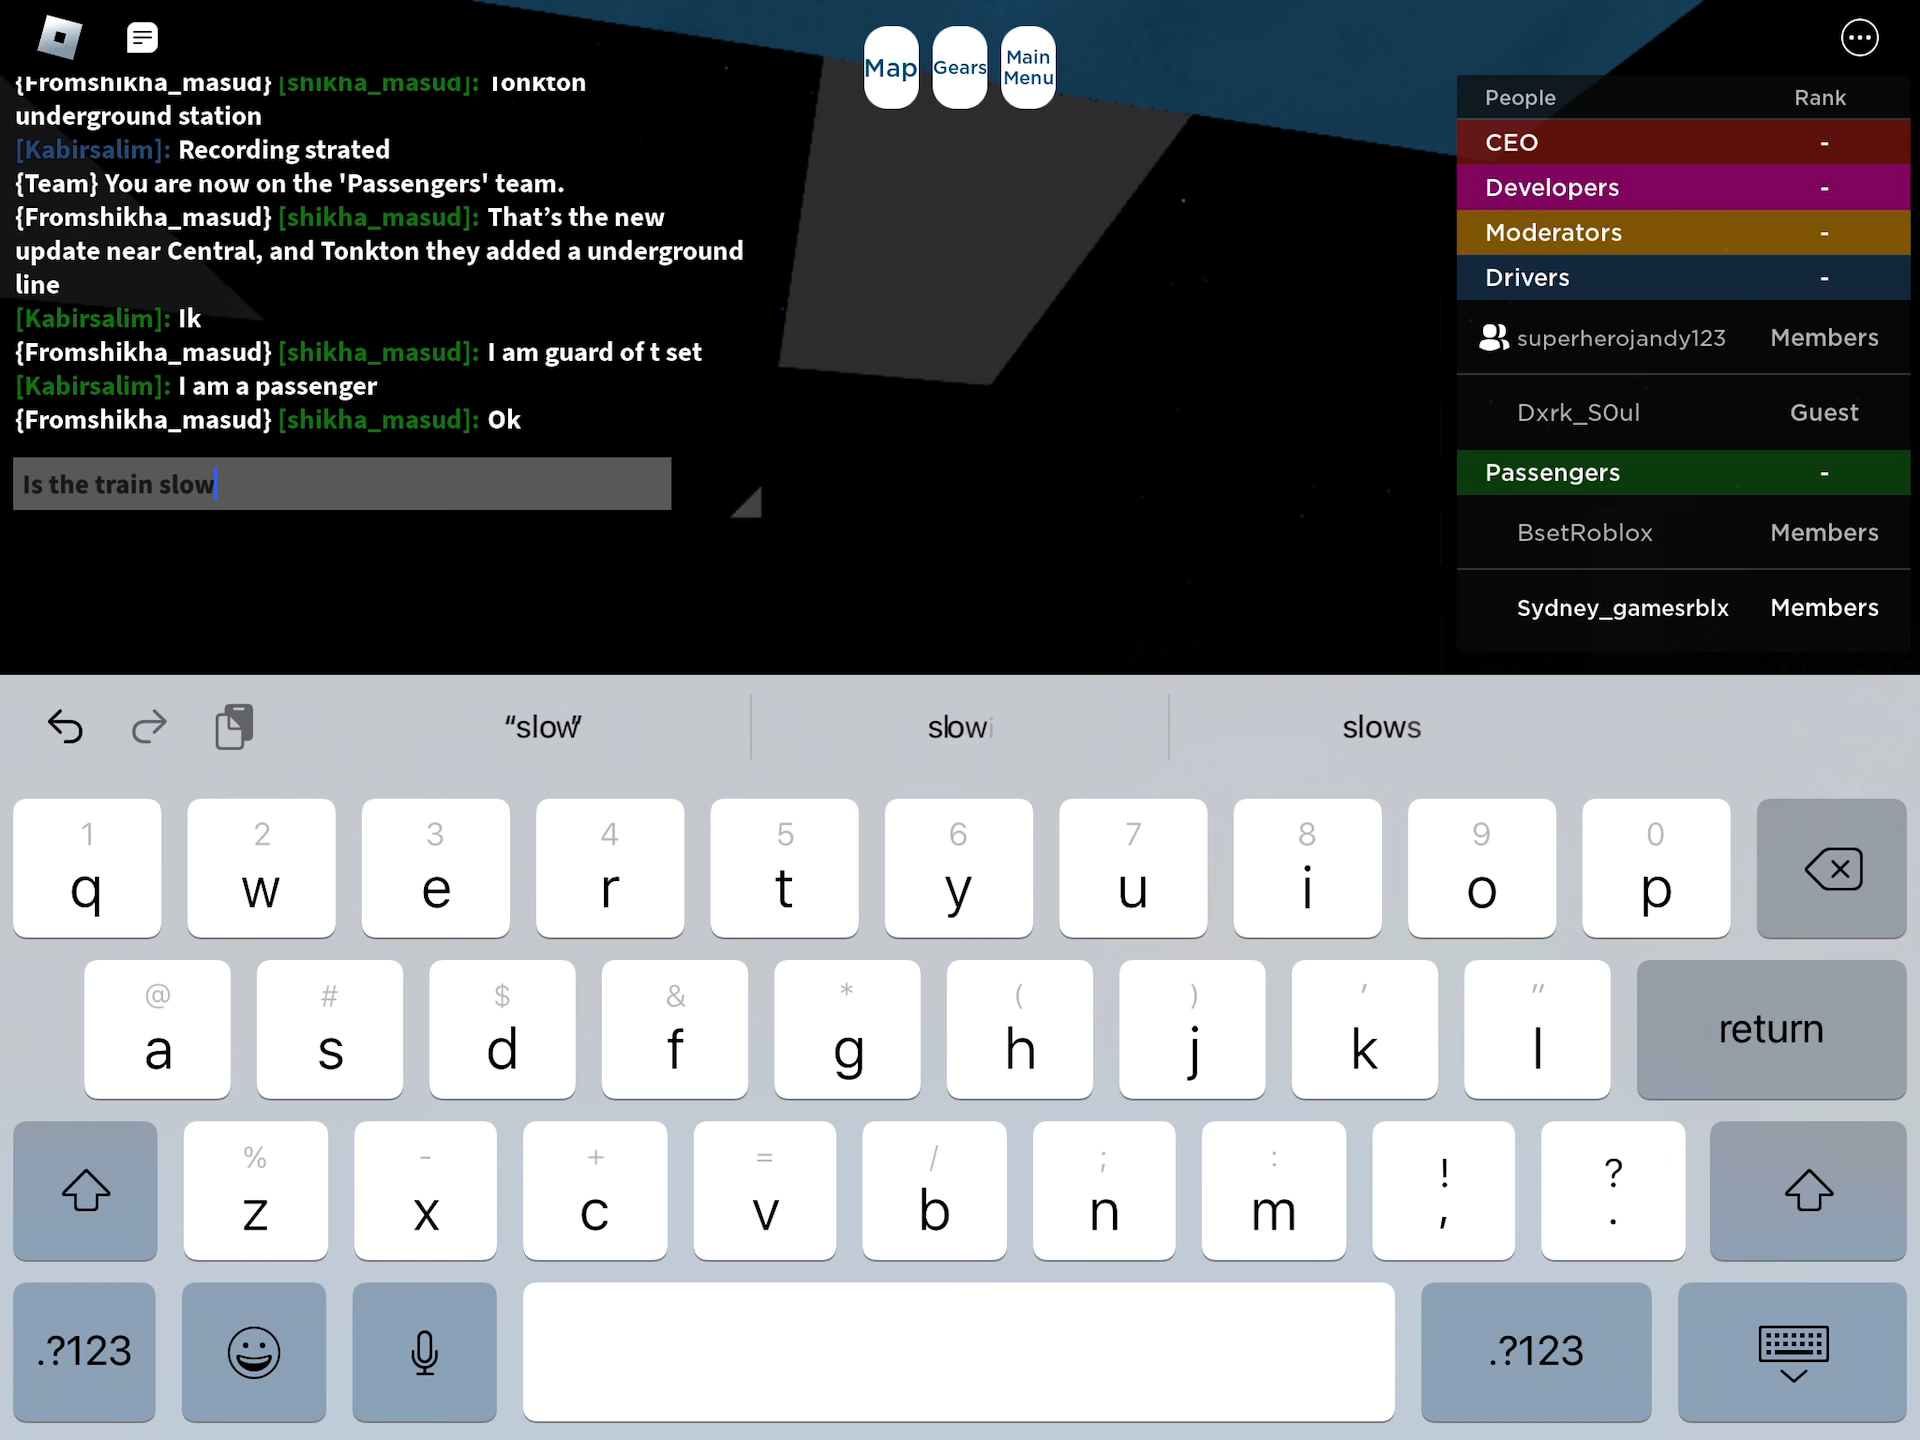 Map
Gears
Main
Menu
{Fromshikha_masud} [shikha_masud]: Tonkton
underground station
[Kabirsalim]: Recording strated
{Team} You are now on the 'Passengers' team.
{Fromshikha_masud} [shikha_masud]: That’s the new
update near Central, and Tonkton they added a underground
line
[Kabirsalim]: Ik
{Fromshikha_masud} [shikha_masud]: I am guard of t set
[Kabirsalim]: I am a passenger
{Fromshikha_masud} [shikha_masud]: Ok
Is the train slow
People Rank
CEO -
Developers -
Moderators -
Drivers -
superherojandy123 Members
Dxrk_S0ul Guest
Passengers -
BsetRoblox Members
Sydney_gamesrblx Members
“slow” slowi slows
1 2 3 4 5 6 7 8 9 0
q w e r t y u i o p
@ # $ & * ( ) ' "
a s d f g h j k l return
% - + = / ; : ! ?
z x c v b n m , .
.?123 .?123